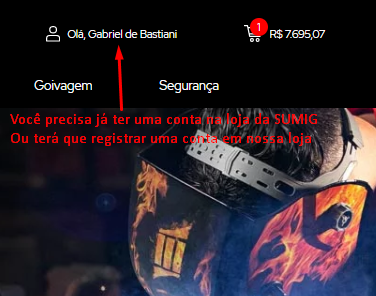 Olá, Gabriel de Bastiani
1
R$ 7.695,07
Goivagem
Segurança
Você precisa já ter uma conta na loja da SUMIG
Ou terá que registrar uma conta em nossa loja